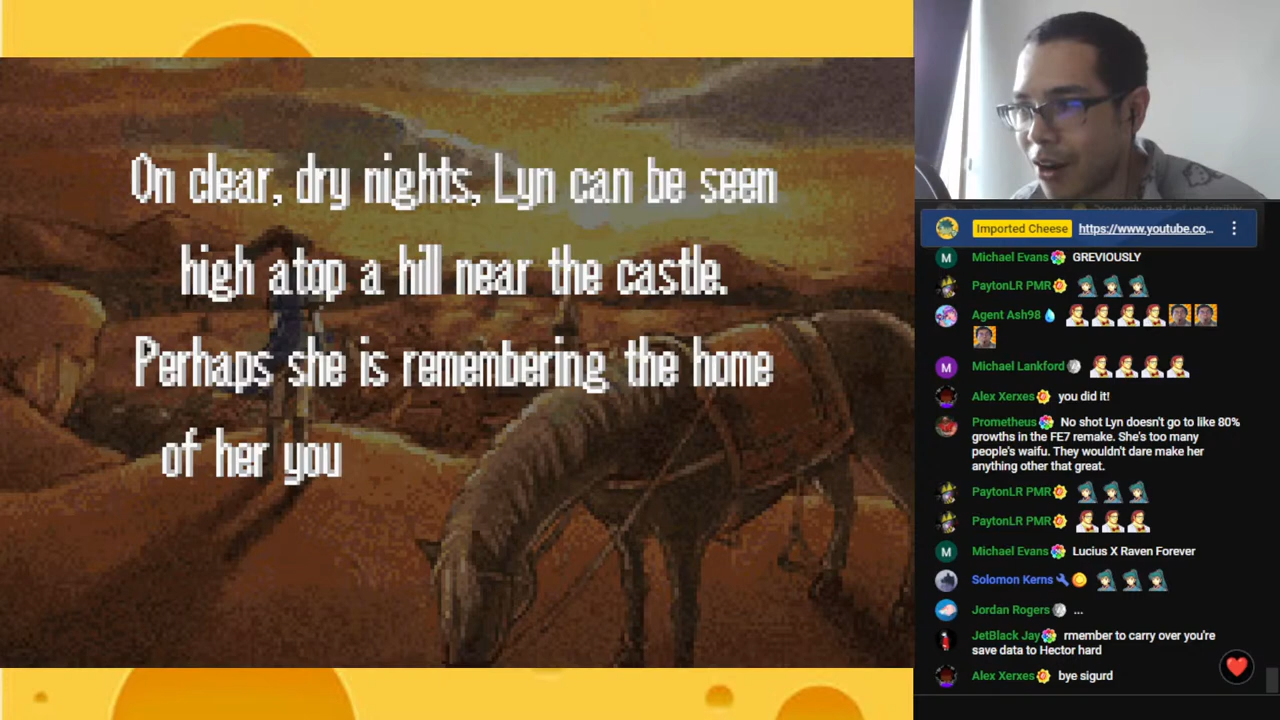 On clear, dry nights, Lyn can be seen
high atop a hill near the castle.
Perhaps she is remembering the home
of her you
Imported Cheese https://www.youtube.co...
Michael Evans GREVIOUSLY
PaytonLR PMR
Agent Ash98
Michael Lankford
Alex Xerxes you did it!
Prometheus No shot Lyn doesn't go to like 80%
growths in the FE7 remake. She's too many
people's waifu. They wouldn't dare make her
anything other that great.
PaytonLR PMR
PaytonLR PMR
Michael Evans Lucius X Raven Forever
Solomon Kerns
Jordan Rogers ...
JetBlack Jay rmember to carry over you're
save data to Hector hard
Alex Xerxes bye sigurd